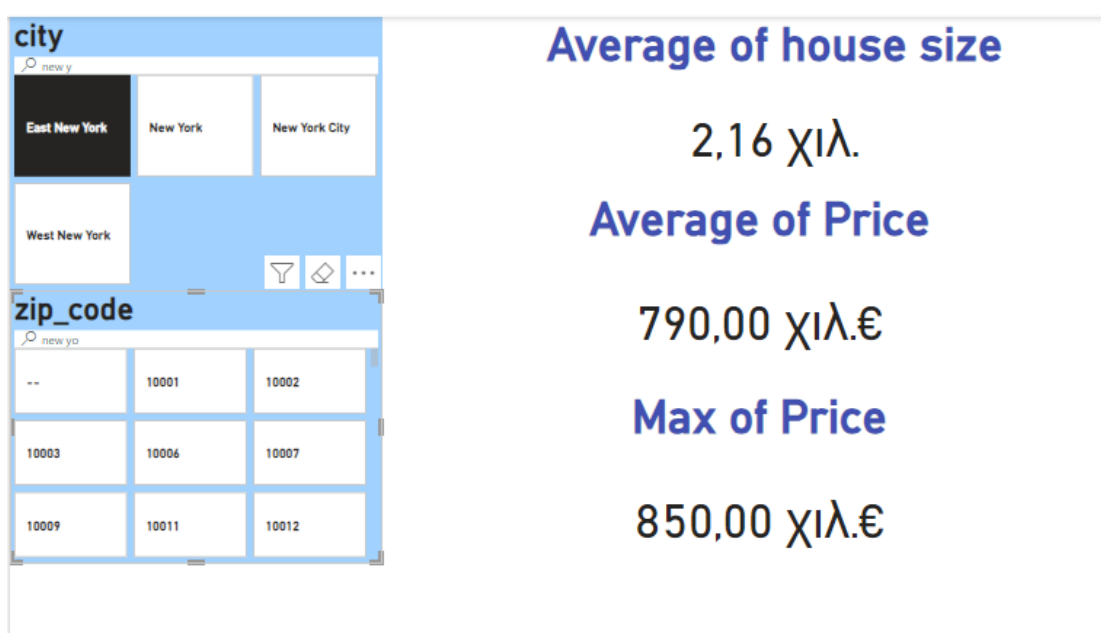 city
new y
East New York
New York
New York City
West New York
zip_code
new yo
--
10001
10002
10003
10006
10007
10009
10011
10012
Average of house size
2,16 χιλ.
Average of Price
790,00 χιλ.€
Max of Price
850,00 χιλ.€